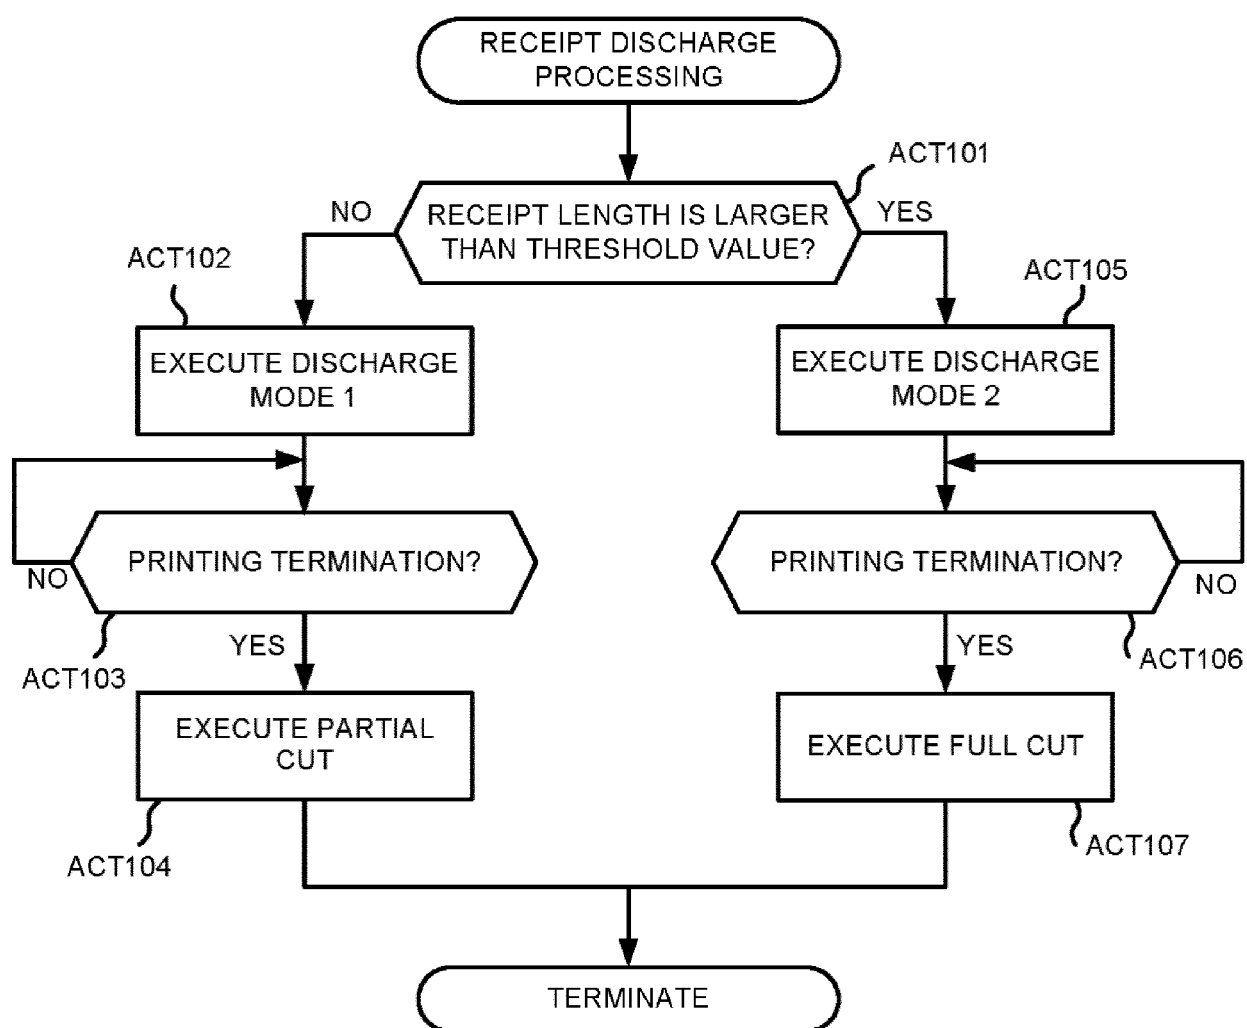 RECEIPT DISCHARGE
PROCESSING
ACT101
NO
RECEIPT LENGTH IS LARGER
THAN THRESHOLD VALUE?
YES
ACT102
ACT105
EXECUTE DISCHARGE
MODE 1
EXECUTE DISCHARGE
MODE 2
PRINTING TERMINATION?
NO
PRINTING TERMINATION?
NO
YES
ACT103
YES
ACT106
EXECUTE PARTIAL
CUT
EXECUTE FULL CUT
ACT104
ACT107
TERMINATE